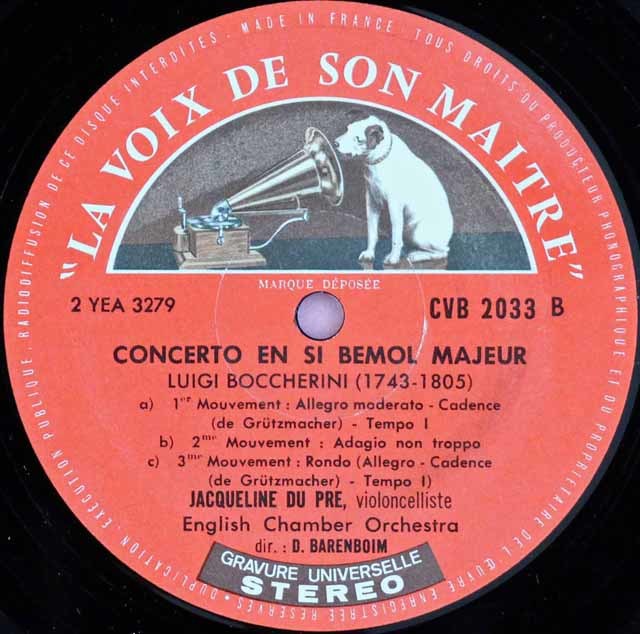 MADE IN FRANCE . TOUS DROITS DU PRODUCTEUR PHONOGRAPHIQUE ET DU PROPRIETAIRE DE L'ŒUVRE ENREGISTREE RESERVES . DUPLICATION, EXECUTION PUBLIQUE, RADIODIFFUSION DE CE DISQUE INTERDITES .
"LA VOIX DE SON MAITRE"
MARQUE DÉPOSÉE
2 YEA 3279
CVB 2033 B
CONCERTO EN SI BEMOL MAJEUR
LUIGI BOCCHERINI (1743-1805)
a) 1er Mouvement : Allegro moderato - Cadence
(de Grützmacher) - Tempo I
b) 2me Mouvement : Adagio non troppo
c) 3me Mouvement : Rondo (Allegro - Cadence
(de Grützmacher) - Tempo I)
JACQUELINE DU PRE, violoncelliste
English Chamber Orchestra
dir. : D. BARENBOIM
GRAVURE UNIVERSELLE
STEREO